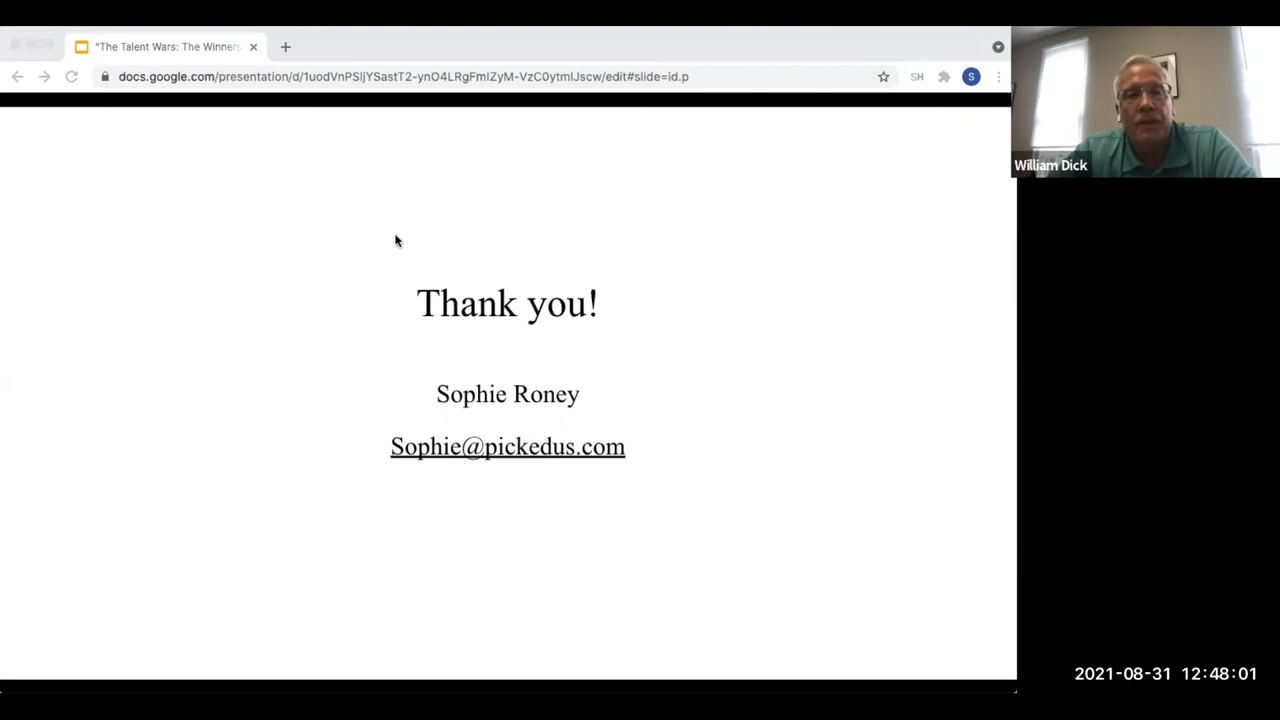 "The Talent Wars: The Winners
docs.google.com/presentation/d/1uodVnPSljYSastT2-ynO4LRgFmIZyM-VzC0ytmIJscw/edit#slide=id.p
SH
S
William Dick
Thank you!
Sophie Roney
Sophie@pickedus.com
2021-08-31 12:48:01